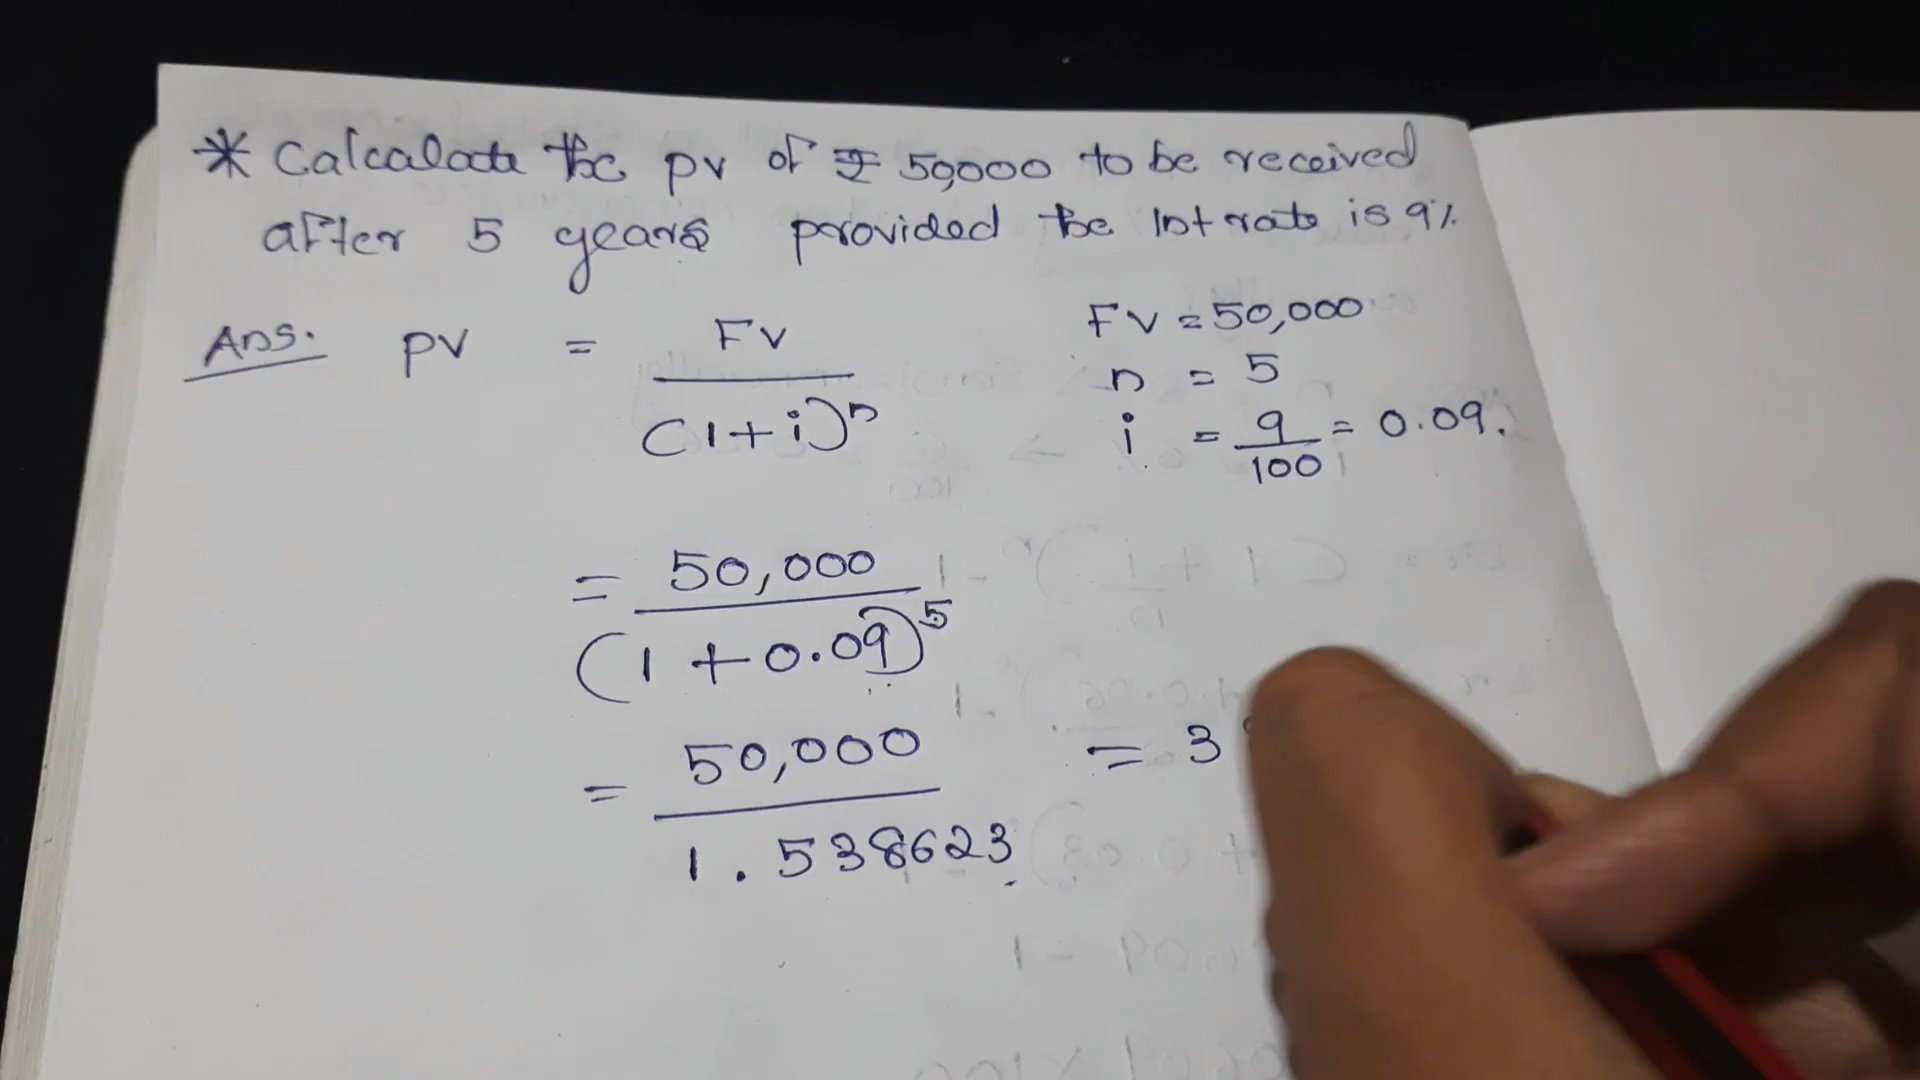 * Calcalate the pv of ₹ 50,000 to be received
after 5 years provided the Int rate is 9%
Ans. pv = FV / (1+i)ⁿ
FV = 50,000
n = 5
i = 9/100 = 0.09.
= 50,000 / (1 + 0.09)⁵
= 50,000 / 1.538623
= 3